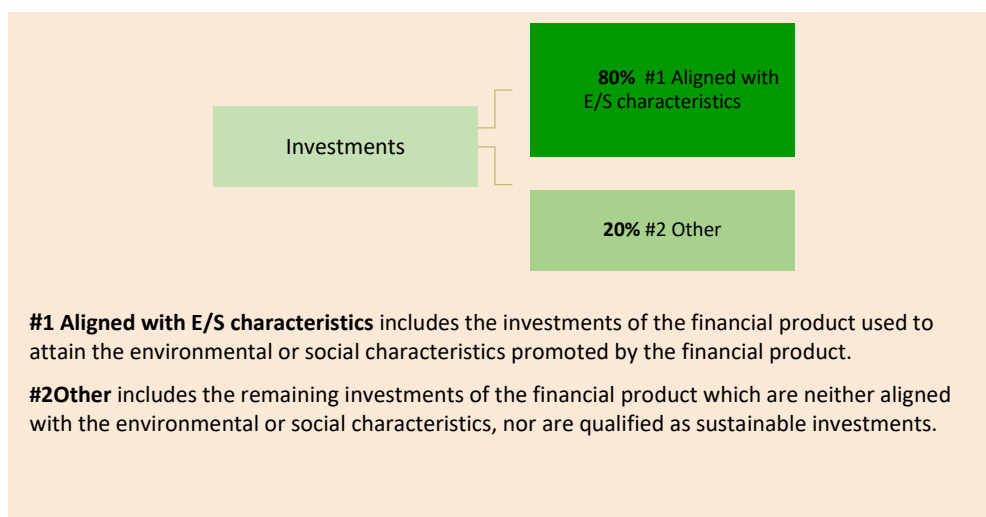 80% #1 Aligned with
E/S characteristics
Investments
20% #2 Other
#1 Aligned with E/S characteristics includes the investments of the financial product used to
attain the environmental or social characteristics promoted by the financial product.
#2Other includes the remaining investments of the financial product which are neither aligned
with the environmental or social characteristics, nor are qualified as sustainable investments.